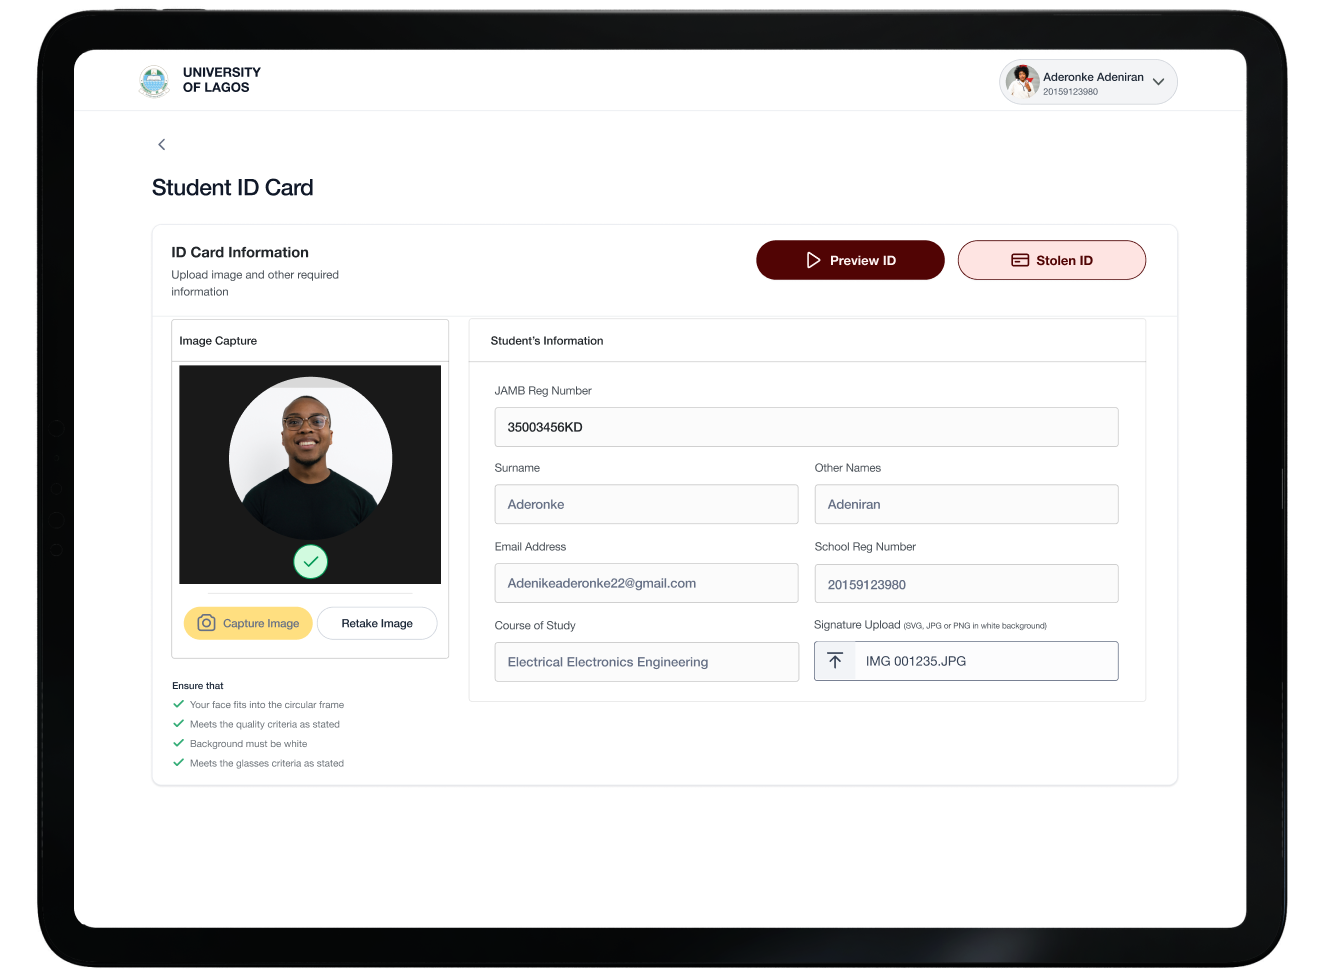 UNIVERSITY
OF LAGOS
Aderonke Adeniran
20159123980
Student ID Card
ID Card Information
Upload image and other required
information
Preview ID
Stolen ID
Image Capture
Capture Image
Retake Image
Ensure that
Your face fits into the circular frame
Meets the quality criteria as stated
Background must be white
Meets the glasses criteria as stated
Student’s Information
JAMB Reg Number
35003456KD
Surname
Other Names
Aderonke
Adeniran
Email Address
School Reg Number
Adenikeaderonke22@gmail.com
20159123980
Course of Study
Signature Upload (SVG, JPG or PNG in white background)
Electrical Electronics Engineering
IMG 001235.JPG